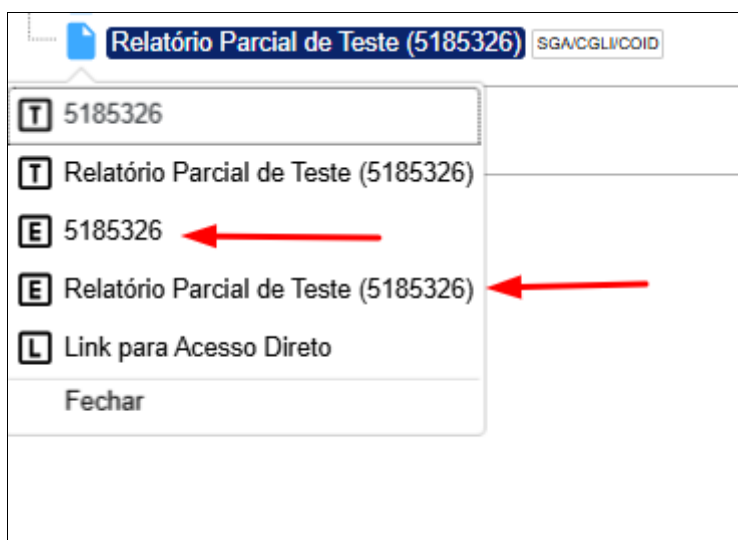 Relatório Parcial de Teste (5185326) SGA/CGLI/COID
T 5185326
T Relatório Parcial de Teste (5185326)
E 5185326
E Relatório Parcial de Teste (5185326)
L Link para Acesso Direto
Fechar